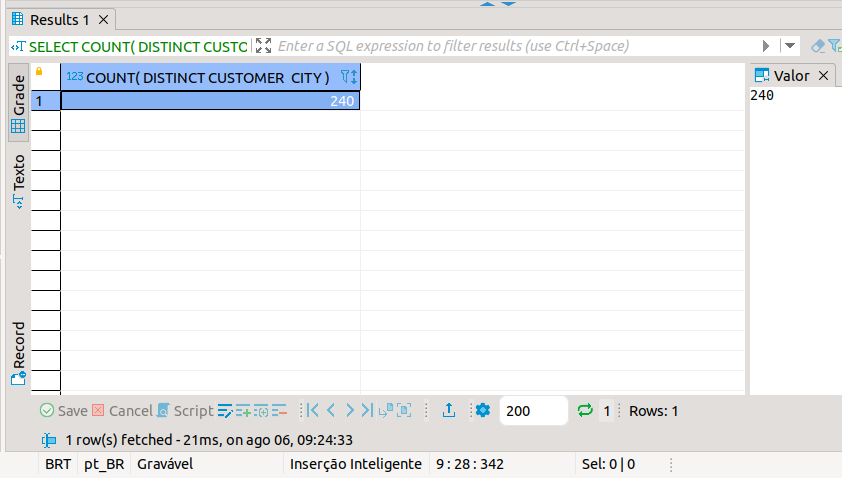 Results 1
SELECT COUNT( DISTINCT CUSTO
Enter a SQL expression to filter results (use Ctrl+Space)
Grade
Texto
Record
123 COUNT( DISTINCT CUSTOMER_CITY )
1 240
Valor
240
Save Cancel Script 200 1 Rows: 1
1 row(s) fetched - 21ms, on ago 06, 09:24:33
BRT pt_BR Gravável Inserção Inteligente 9 : 28 : 342 Sel: 0 | 0